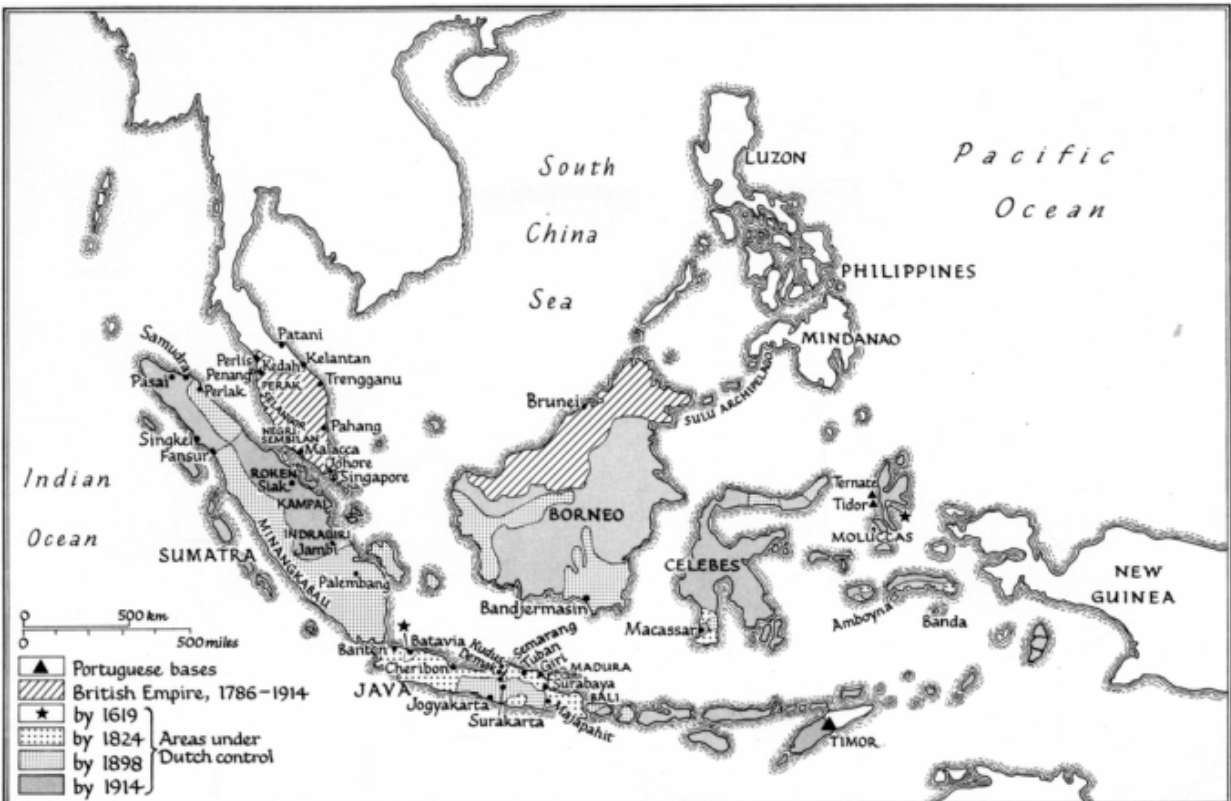 South
China
Sea
Pacific
Ocean
LUZON
PHILIPPINES
MINDANAO
SULU ARCHIPELAGO
Patani
Kelantan
Trengganu
Perlis
Kedah
Penang
PERAK
SELANGOR
NEGRI
SEMBILAN
Pahang
Malacca
Johore
Singapore
Samudra
Pasai
Perlak
Singkel
Fansur
Indian
Ocean
ROKEN
Siak
KAMPAR
INDRAGIRI
Jambi
SUMATRA
MINANGKABAU
Palembang
Brunei
BORNEO
Bandjermasin
CELEBES
Macassar
Ternate
Tidor
MOLUCCAS
Amboyna
Banda
NEW
GUINEA
Banten
Batavia
Cheribon
Kudus
Demak
Semarang
Tuban
Giri
MADURA
Surabaya
BALI
JAVA
Jogyakarta
Surakarta
Majapahit
TIMOR
0 500 km
0 500 miles
Portuguese bases
British Empire, 1786–1914
by 1619
by 1824
by 1898
by 1914
Areas under
Dutch control